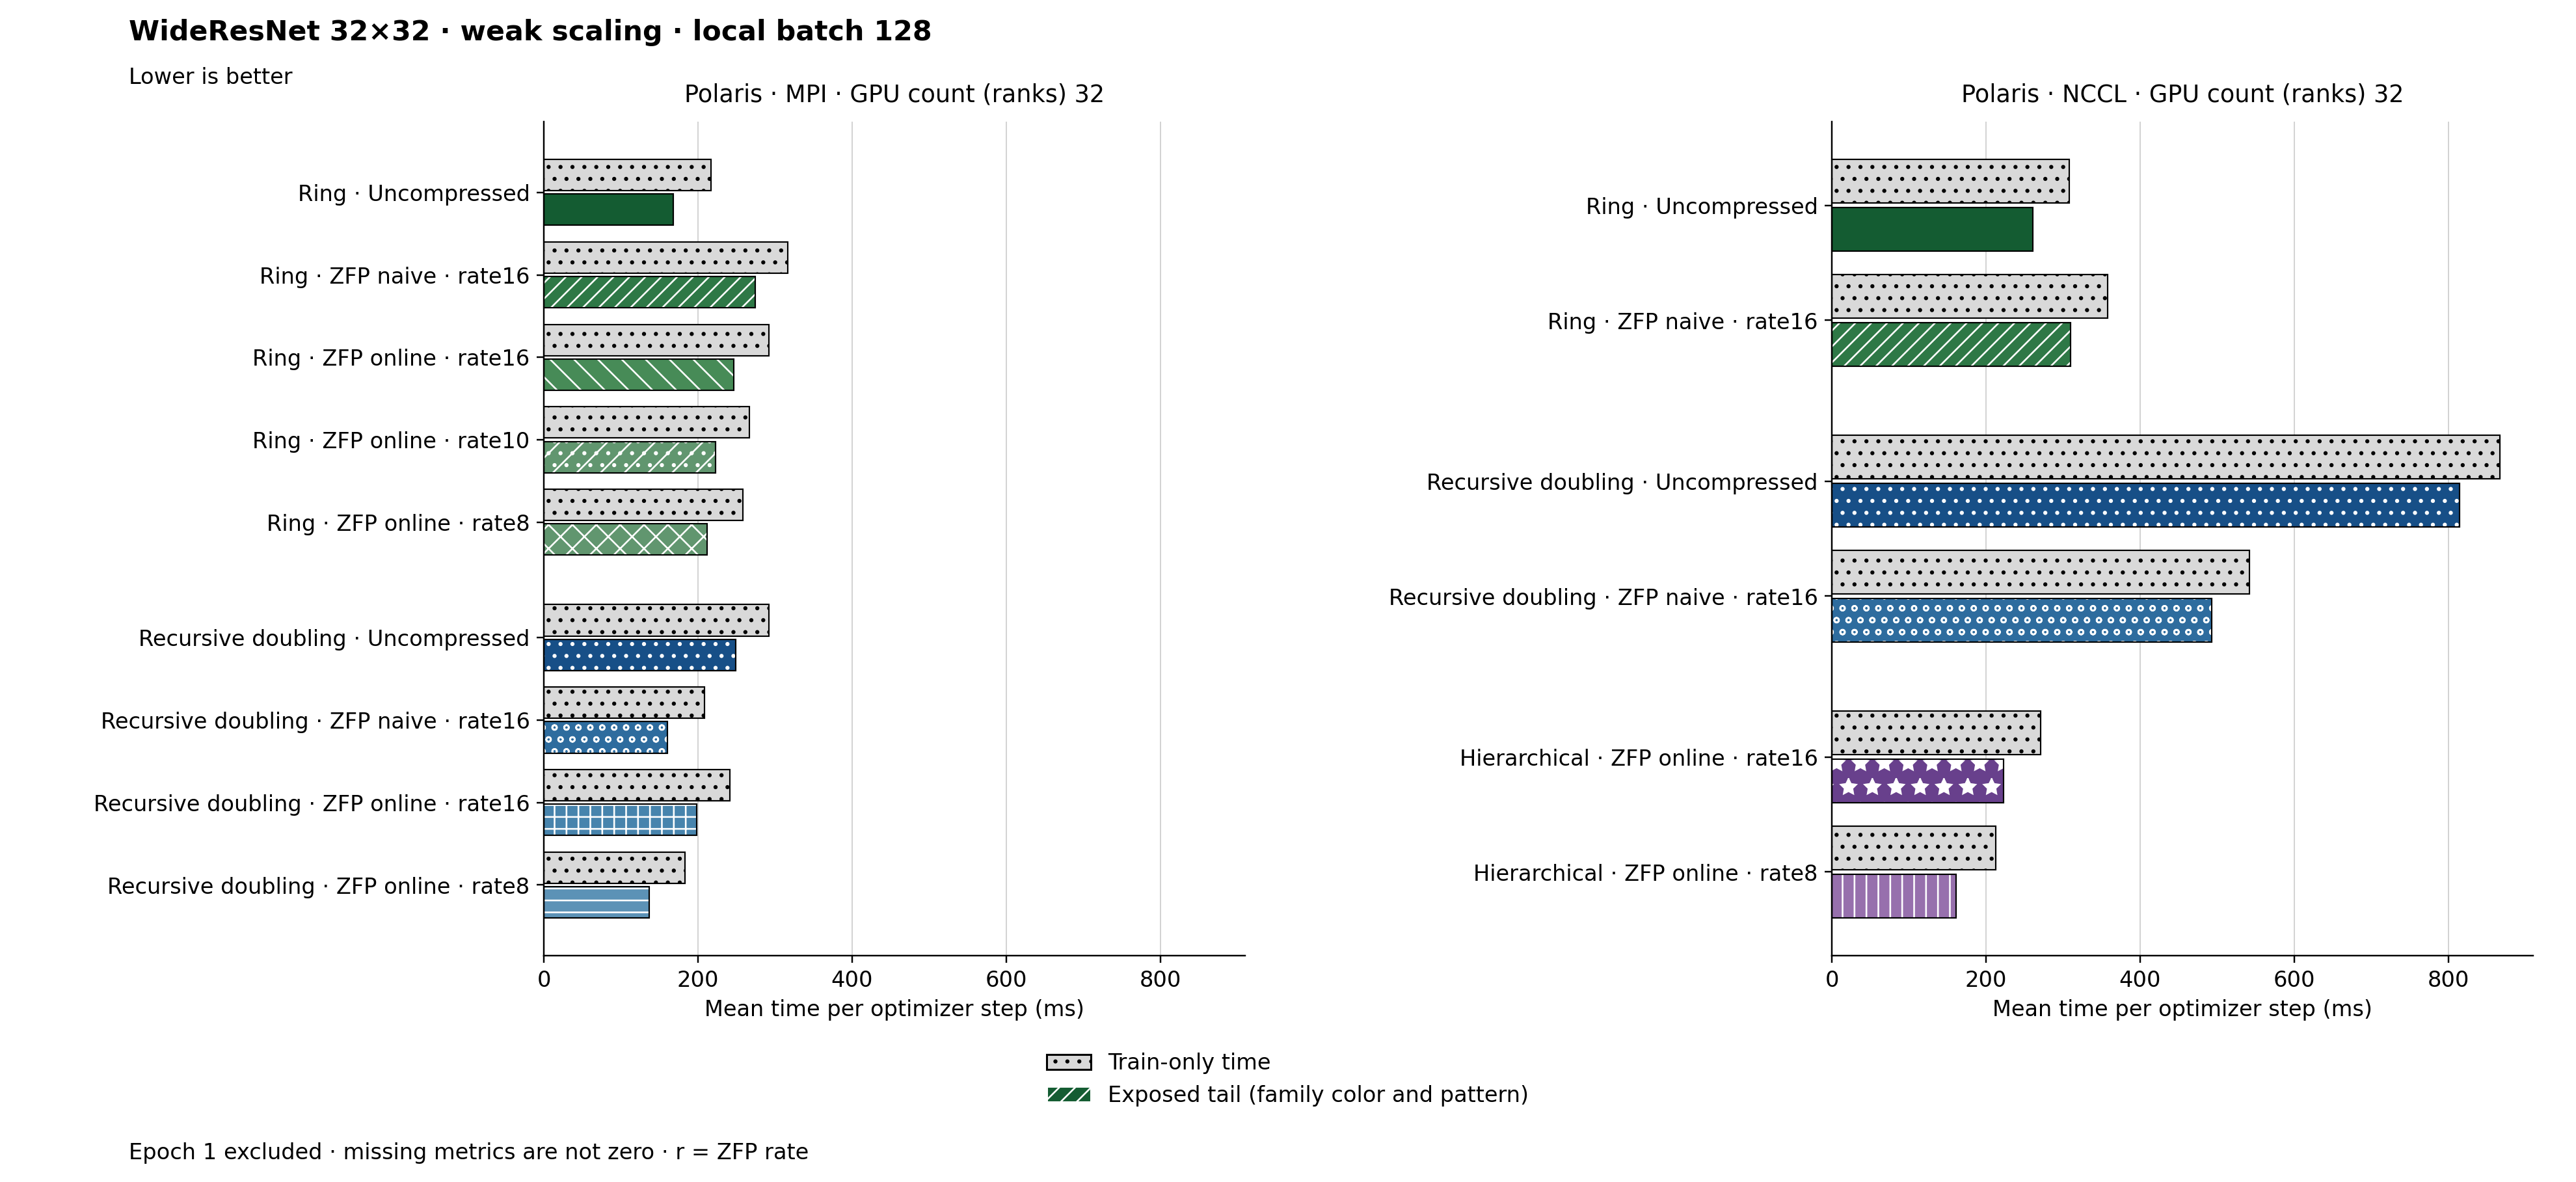 WideResNet 32×32 · weak scaling · local batch 128
Lower is better
Polaris · MPI · GPU count (ranks) 32
Ring · Uncompressed
Ring · ZFP naive · rate16
Ring · ZFP online · rate16
Ring · ZFP online · rate10
Ring · ZFP online · rate8
Recursive doubling · Uncompressed
Recursive doubling · ZFP naive · rate16
Recursive doubling · ZFP online · rate16
Recursive doubling · ZFP online · rate8
0 200 400 600 800
Mean time per optimizer step (ms)
Polaris · NCCL · GPU count (ranks) 32
Ring · Uncompressed
Ring · ZFP naive · rate16
Recursive doubling · Uncompressed
Recursive doubling · ZFP naive · rate16
Hierarchical · ZFP online · rate16
Hierarchical · ZFP online · rate8
0 200 400 600 800
Mean time per optimizer step (ms)
Train-only time
Exposed tail (family color and pattern)
Epoch 1 excluded · missing metrics are not zero · r = ZFP rate